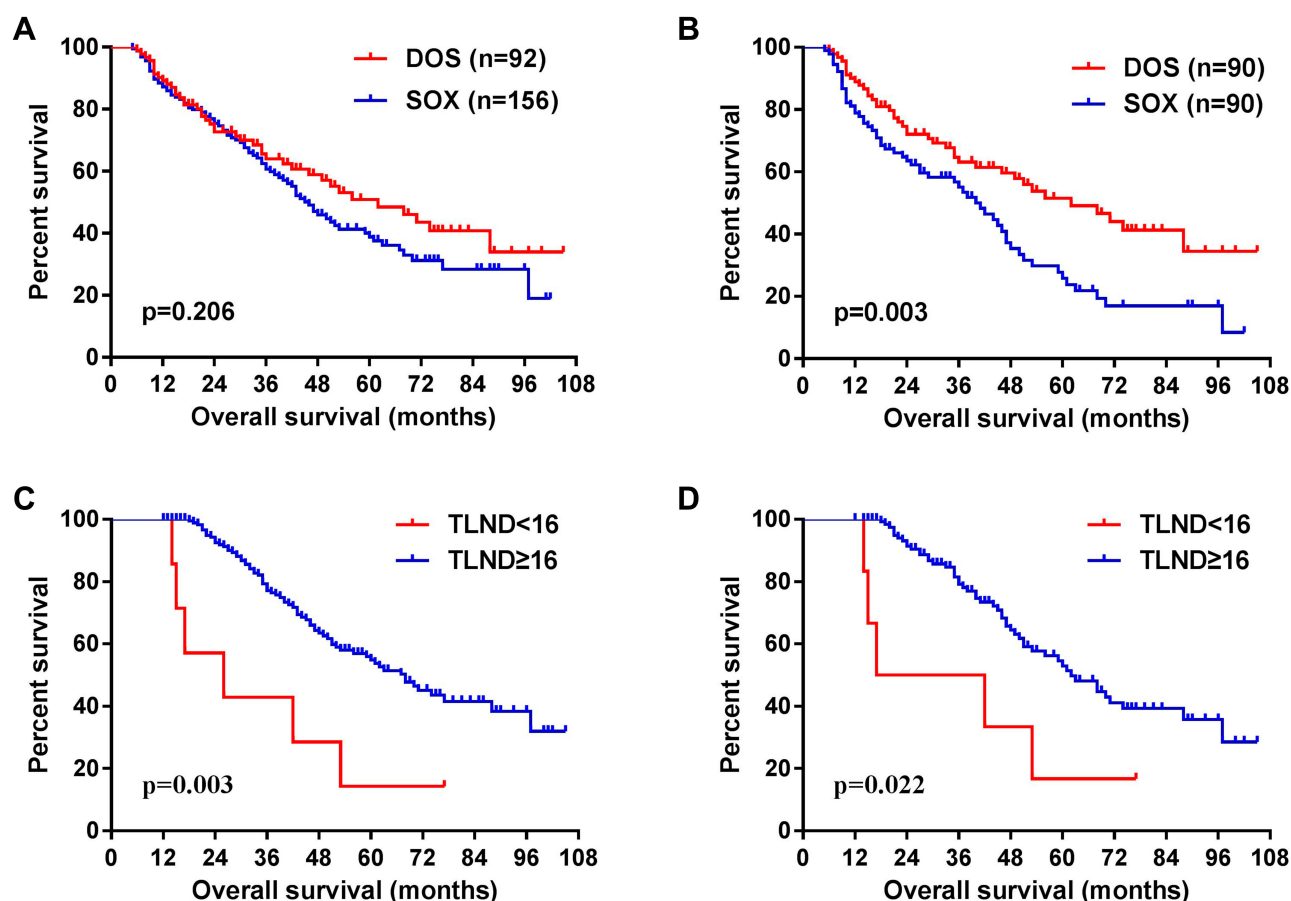 A
Percent survival
100
80
60
40
20
0
DOS (n=92)
SOX (n=156)
p=0.206
0 12 24 36 48 60 72 84 96 108
Overall survival (months)
B
Percent survival
100
80
60
40
20
0
DOS (n=90)
SOX (n=90)
p=0.003
0 12 24 36 48 60 72 84 96 108
Overall survival (months)
C
Percent survival
100
80
60
40
20
0
TLND<16
TLND≥16
p=0.003
0 12 24 36 48 60 72 84 96 108
Overall survival (months)
D
Percent survival
100
80
60
40
20
0
TLND<16
TLND≥16
p=0.022
0 12 24 36 48 60 72 84 96 108
Overall survival (months)